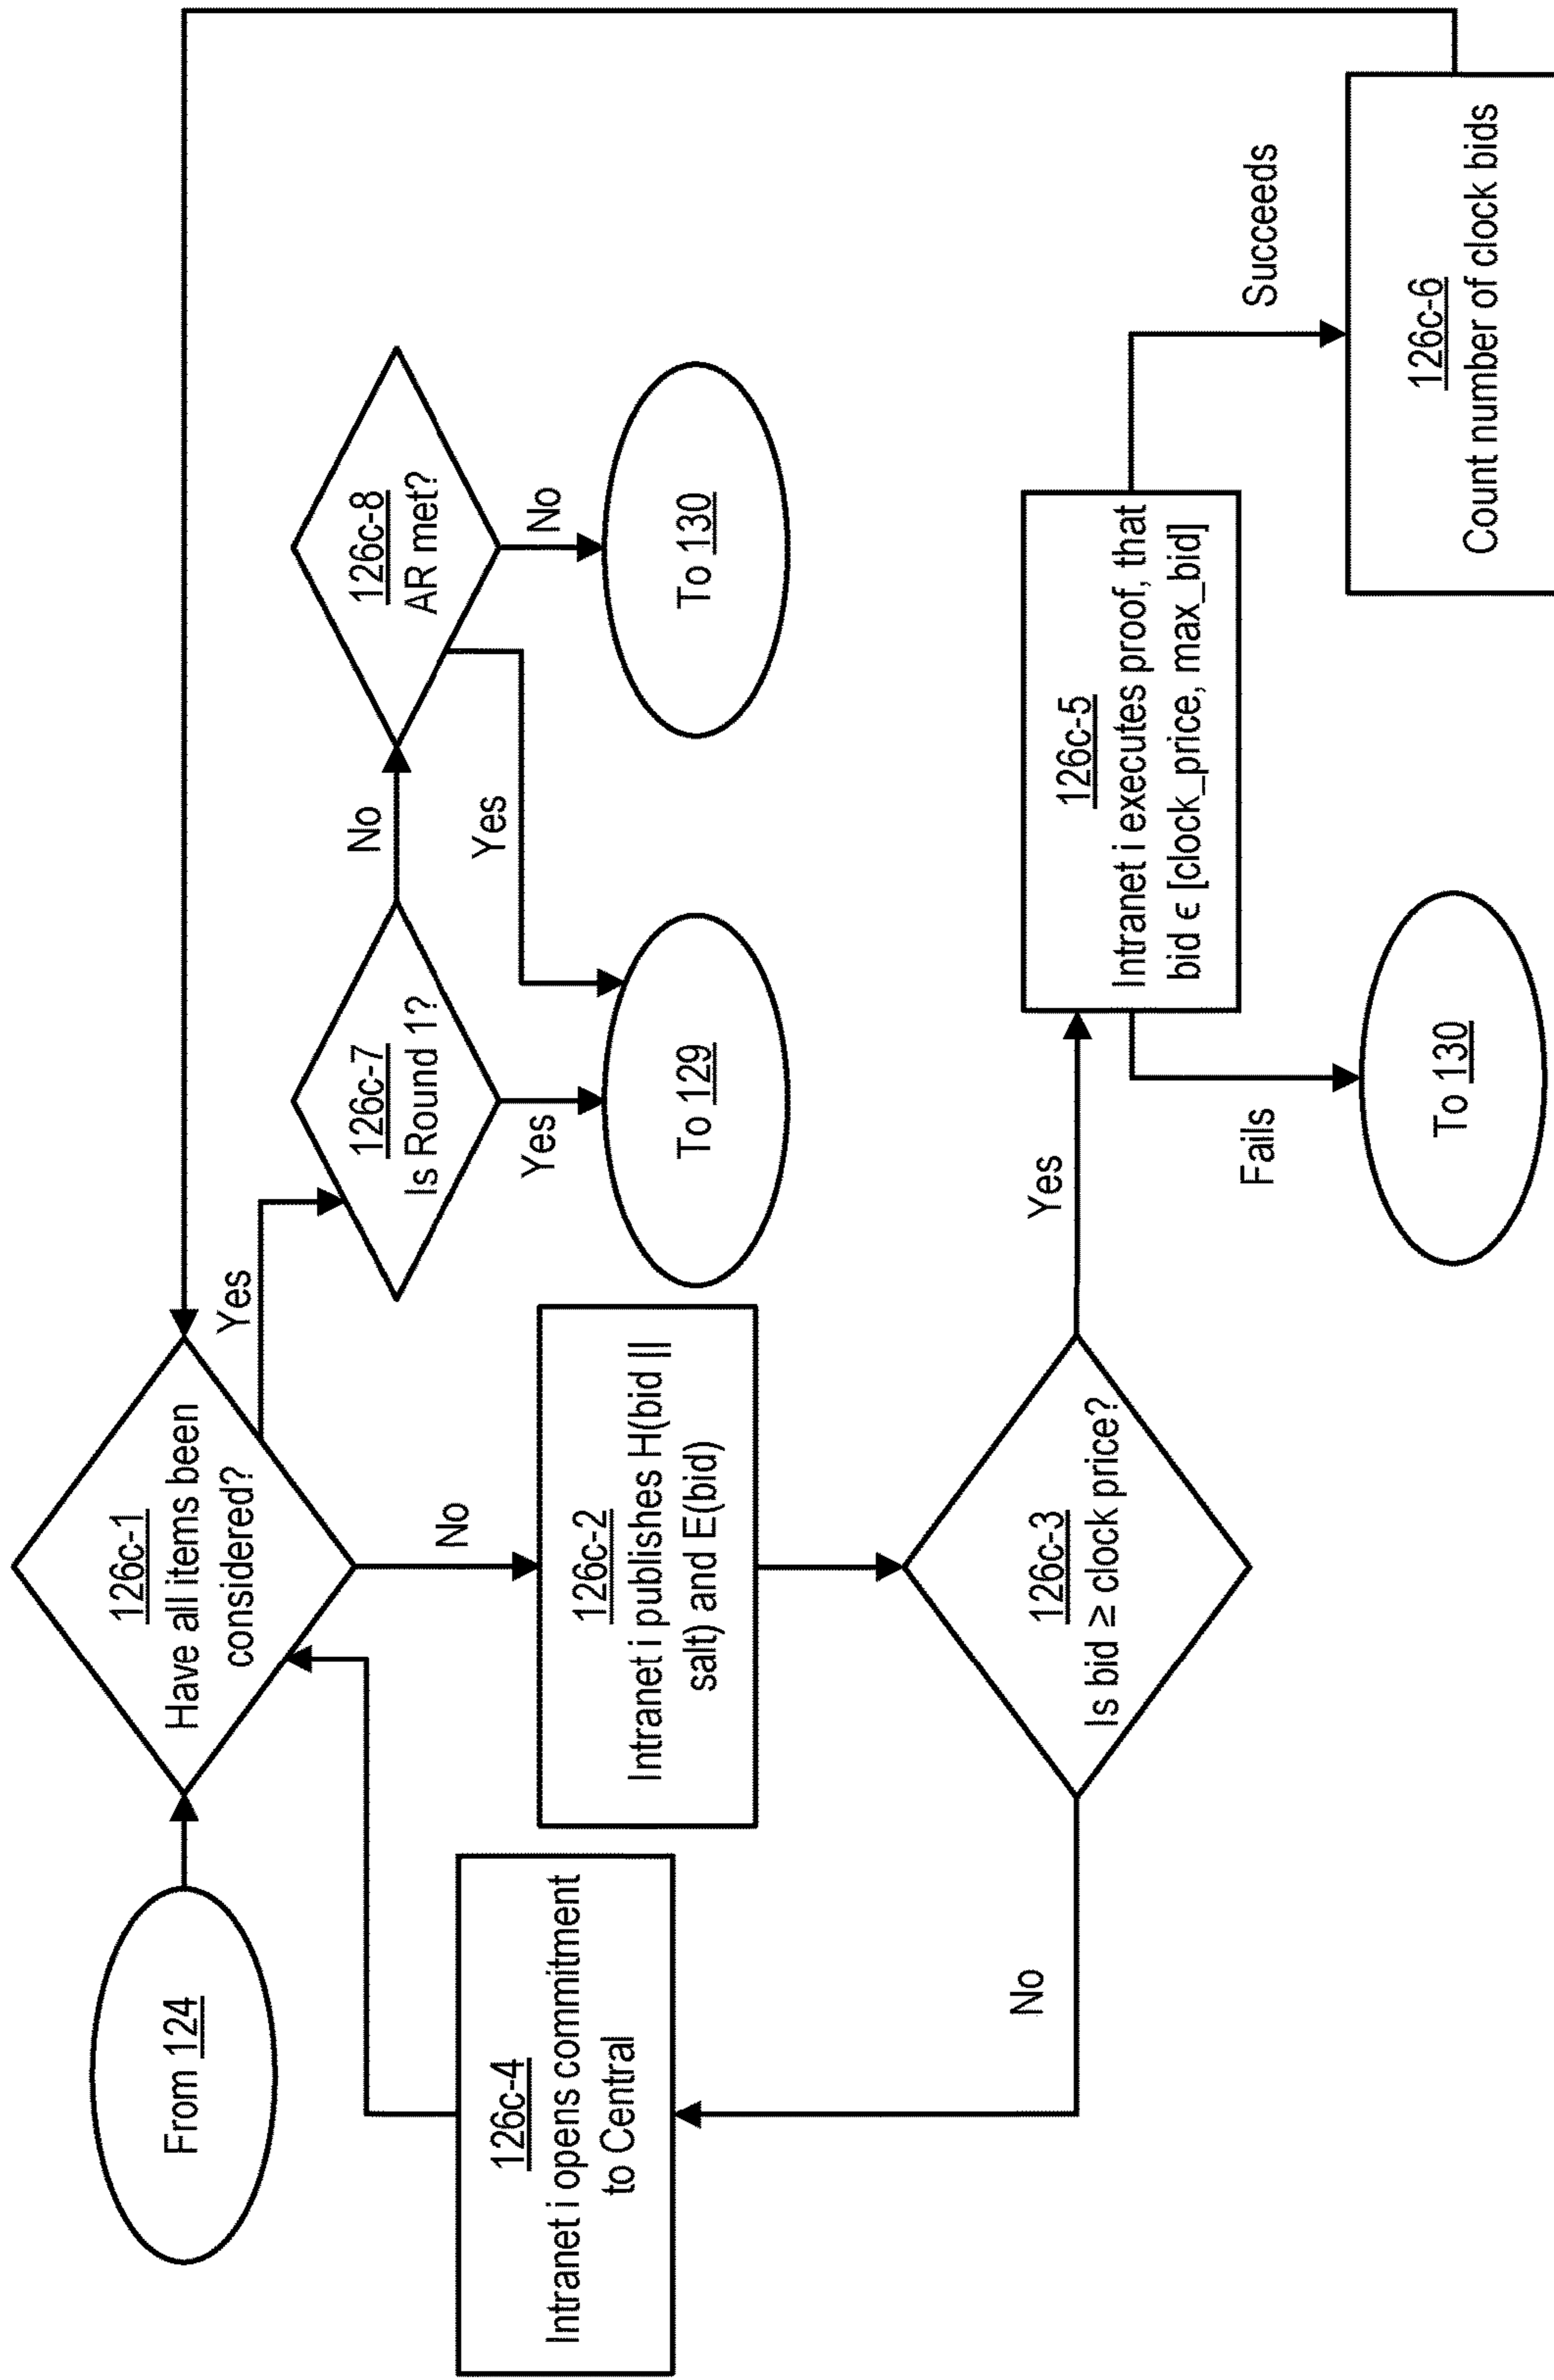 From 124
126c-1
Have all items been
considered?
Yes
No
126c-7
Is Round 1?
No
Yes
126c-8
AR met?
Yes
No
To 129
To 130
126c-4
Intranet i opens commitment
to Central
126c-2
Intranet i publishes H(bid ||
salt) and E(bid)
126c-3
Is bid ≥ clock price?
No
Yes
126c-5
Intranet i executes proof, that
bid ϵ [clock_price, max_bid]
Fails
Succeeds
To 130
126c-6
Count number of clock bids